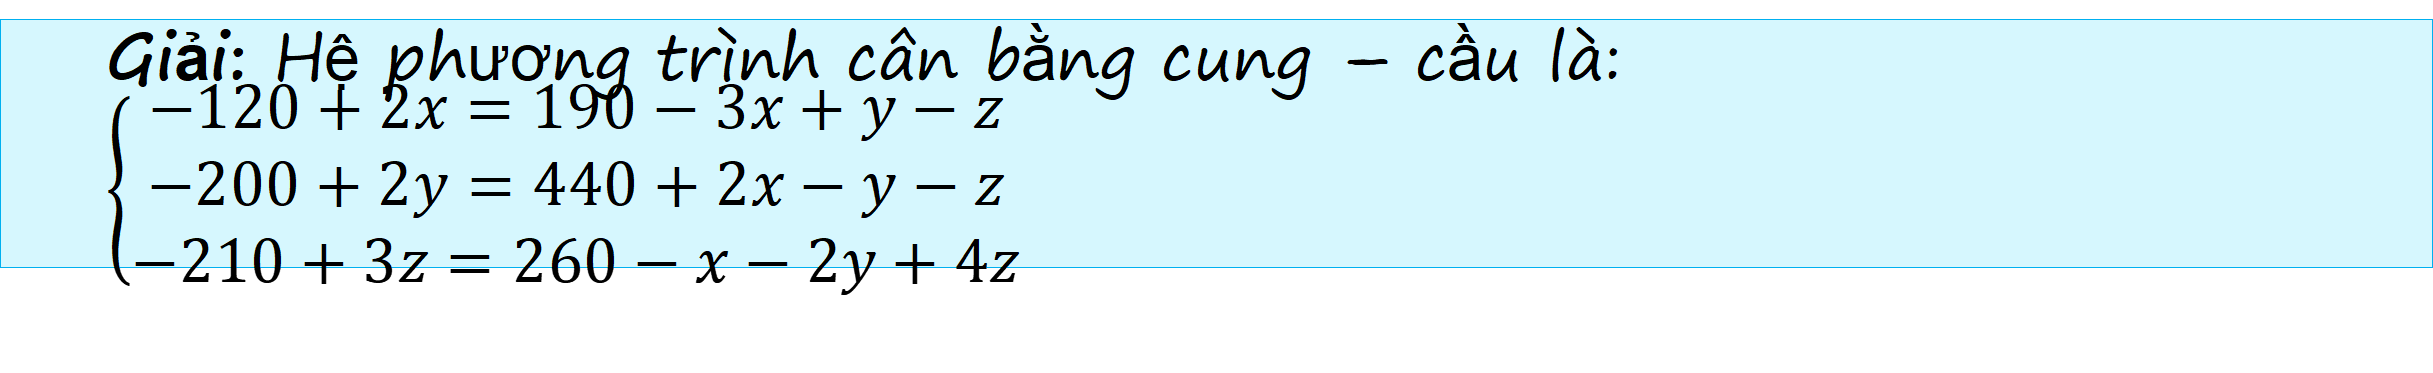 Giải: Hệ phương trình cân bằng cung – cầu là:
−120 + 2x = 190 − 3x + y − z
−200 + 2y = 440 + 2x − y − z
−210 + 3z = 260 − x − 2y + 4z